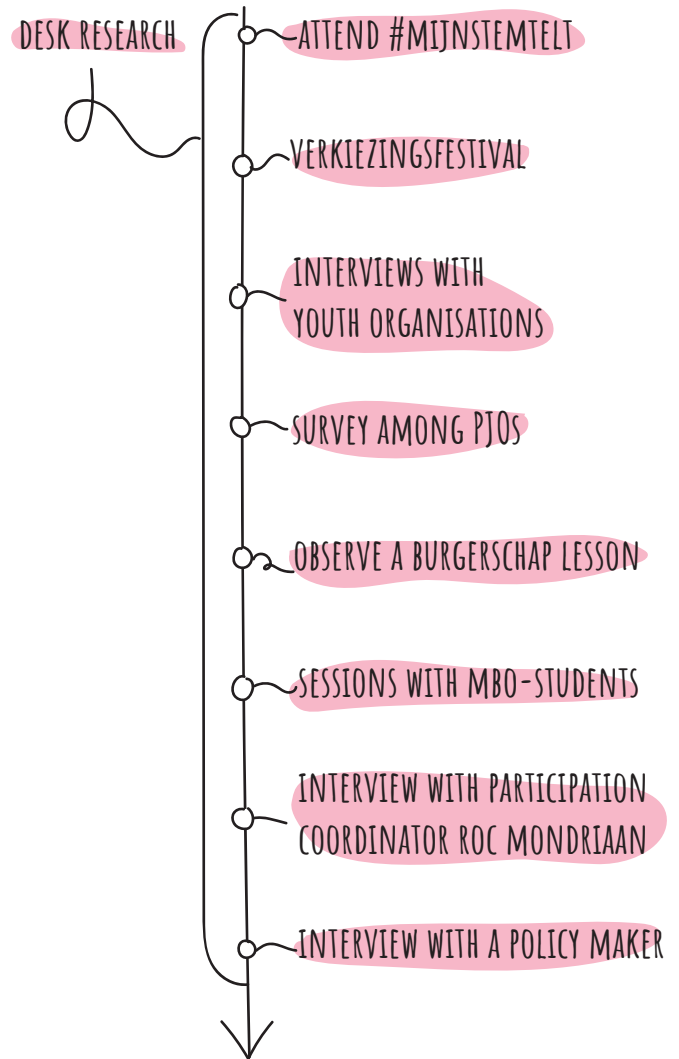 DESK RESEARCH
ATTEND #MIJNSTEMTELT
VERKIEZINGSFESTIVAL
INTERVIEWS WITH
YOUTH ORGANISATIONS
SURVEY AMONG PJOs
OBSERVE A BURGERSCHAP LESSON
SESSIONS WITH MBO-STUDENTS
INTERVIEW WITH PARTICIPATION
COORDINATOR ROC MONDRIAAN
INTERVIEW WITH A POLICY MAKER